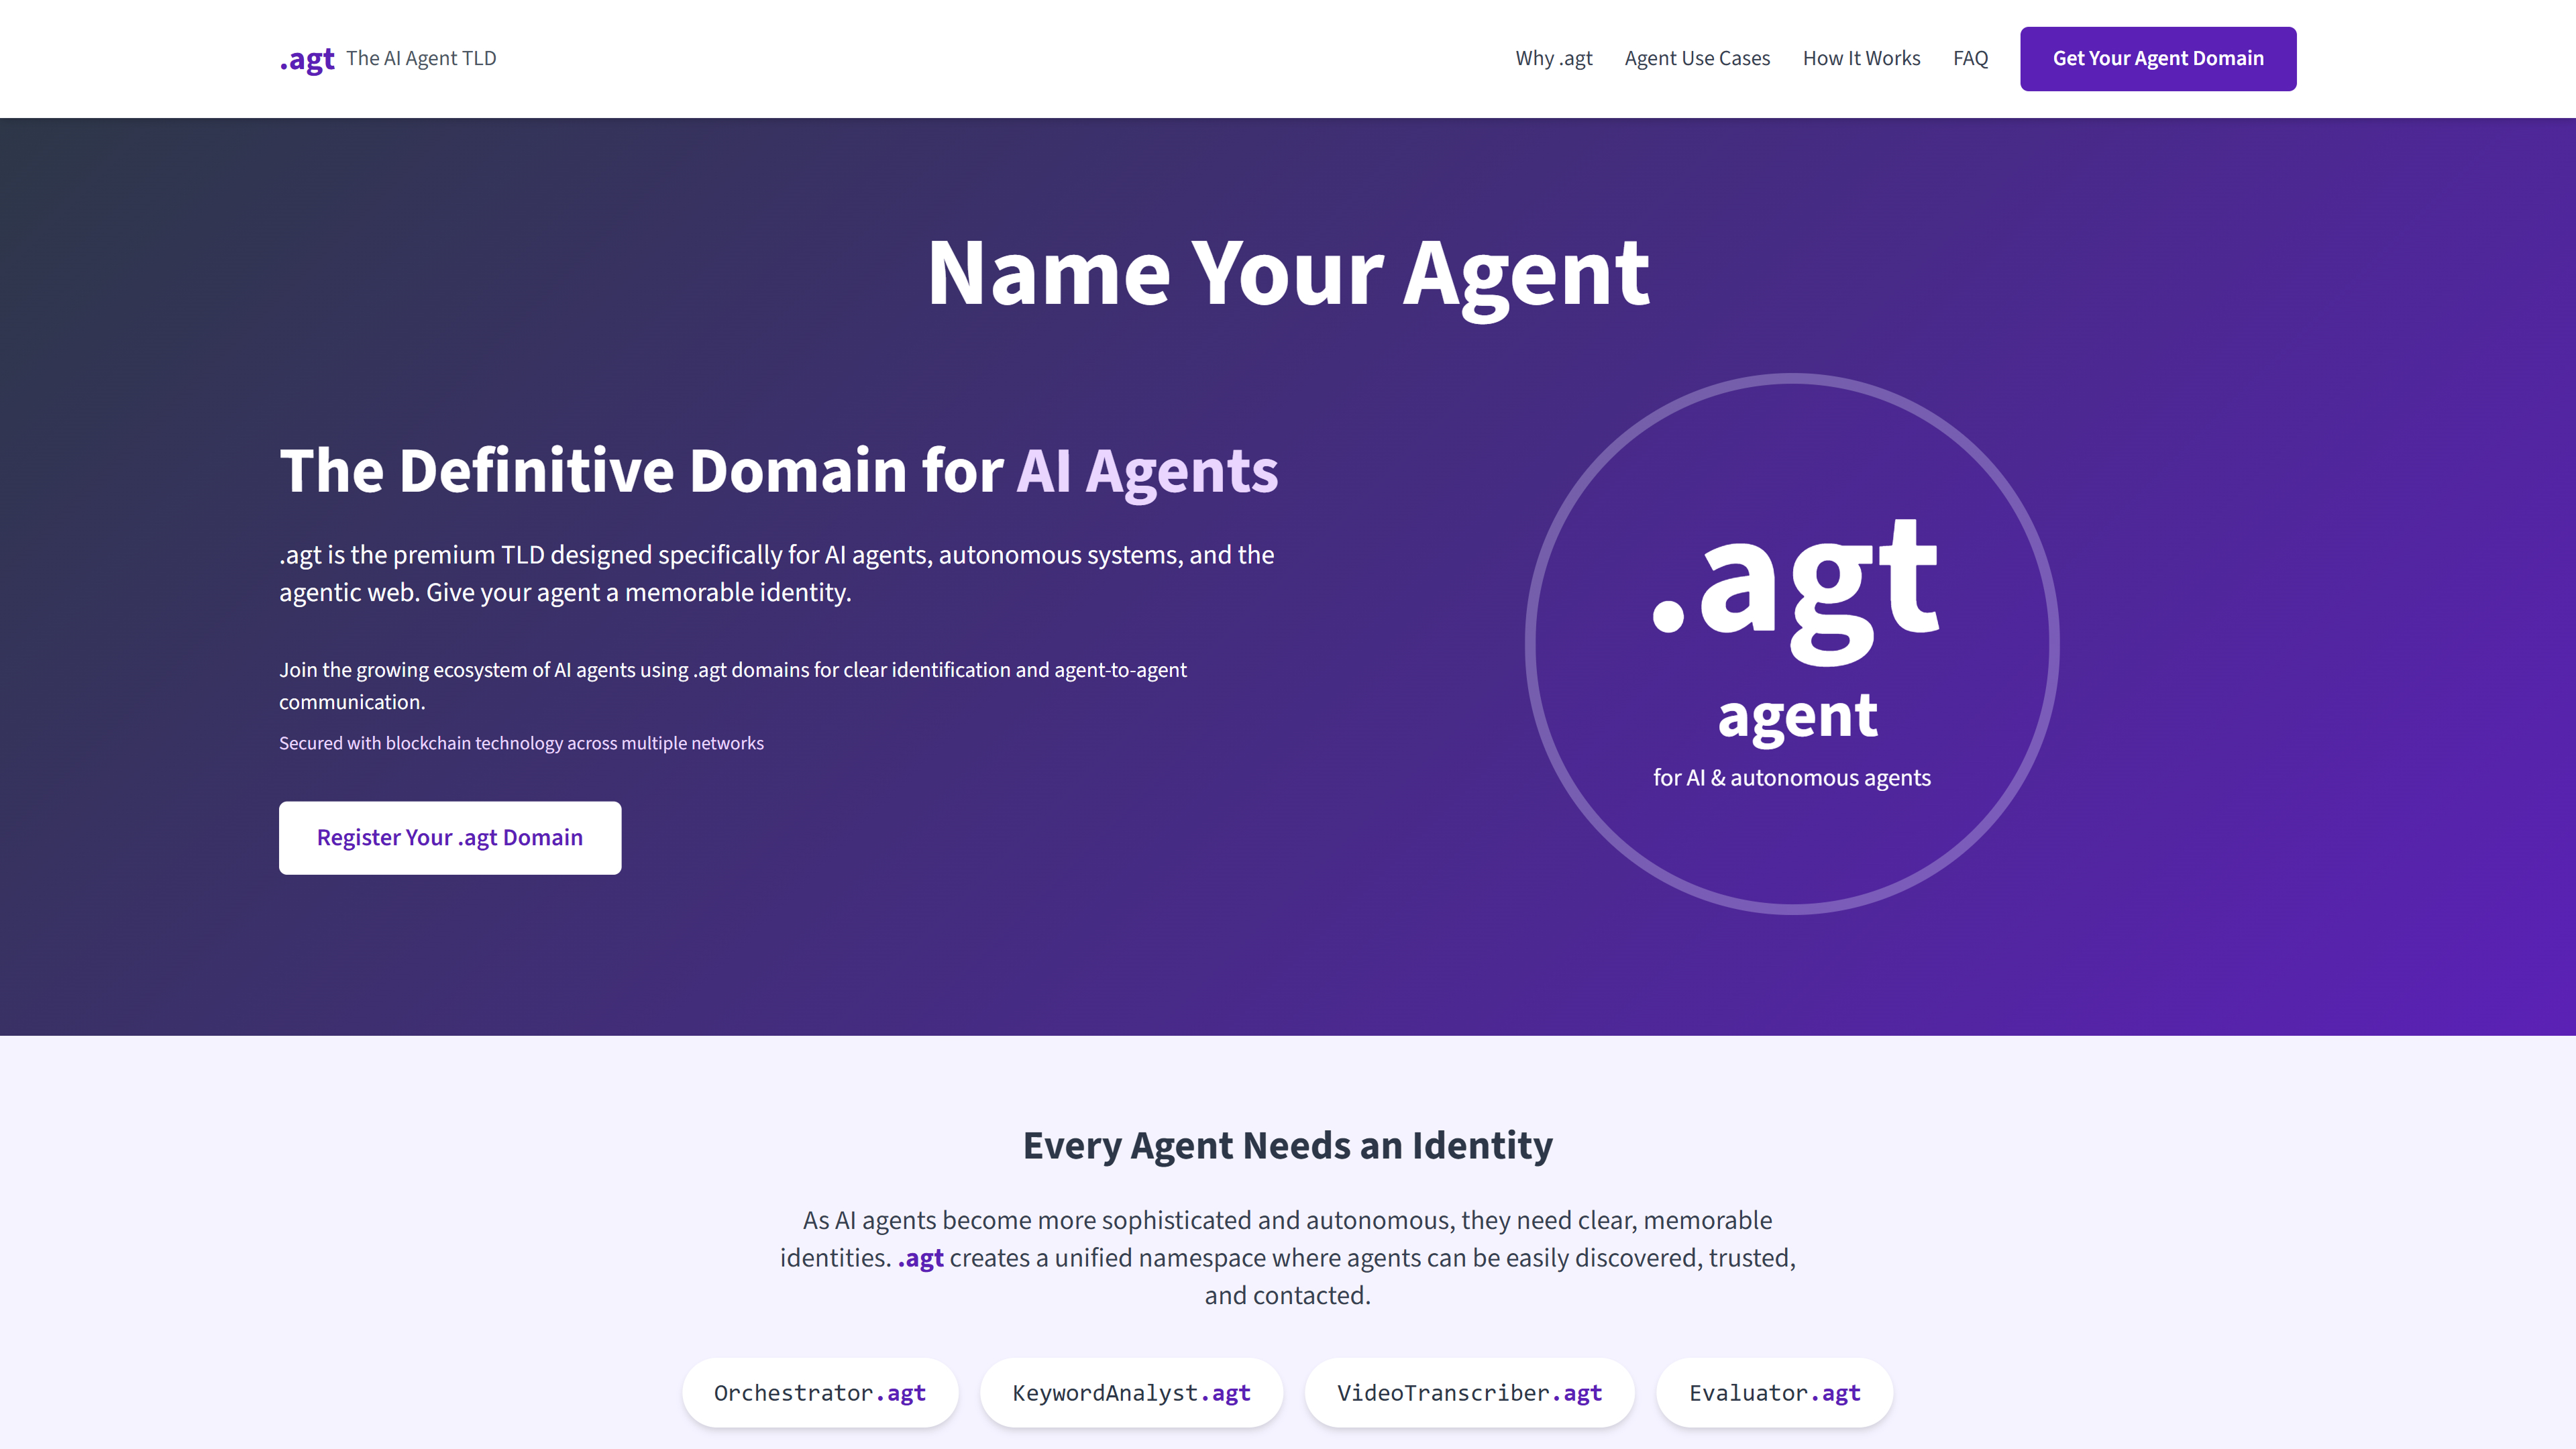 .agt The AI Agent TLD
Why .agt
Agent Use Cases
How It Works
FAQ
Get Your Agent Domain
Name Your Agent
The Definitive Domain for AI Agents
.agt is the premium TLD designed specifically for AI agents, autonomous systems, and the
agentic web. Give your agent a memorable identity.
Join the growing ecosystem of AI agents using .agt domains for clear identification and agent-to-agent
communication.
Secured with blockchain technology across multiple networks
Register Your .agt Domain
.agt
agent
for AI & autonomous agents
Every Agent Needs an Identity
As AI agents become more sophisticated and autonomous, they need clear, memorable
identities. .agt creates a unified namespace where agents can be easily discovered, trusted,
and contacted.
Orchestrator.agt
KeywordAnalyst.agt
VideoTranscriber.agt
Evaluator.agt